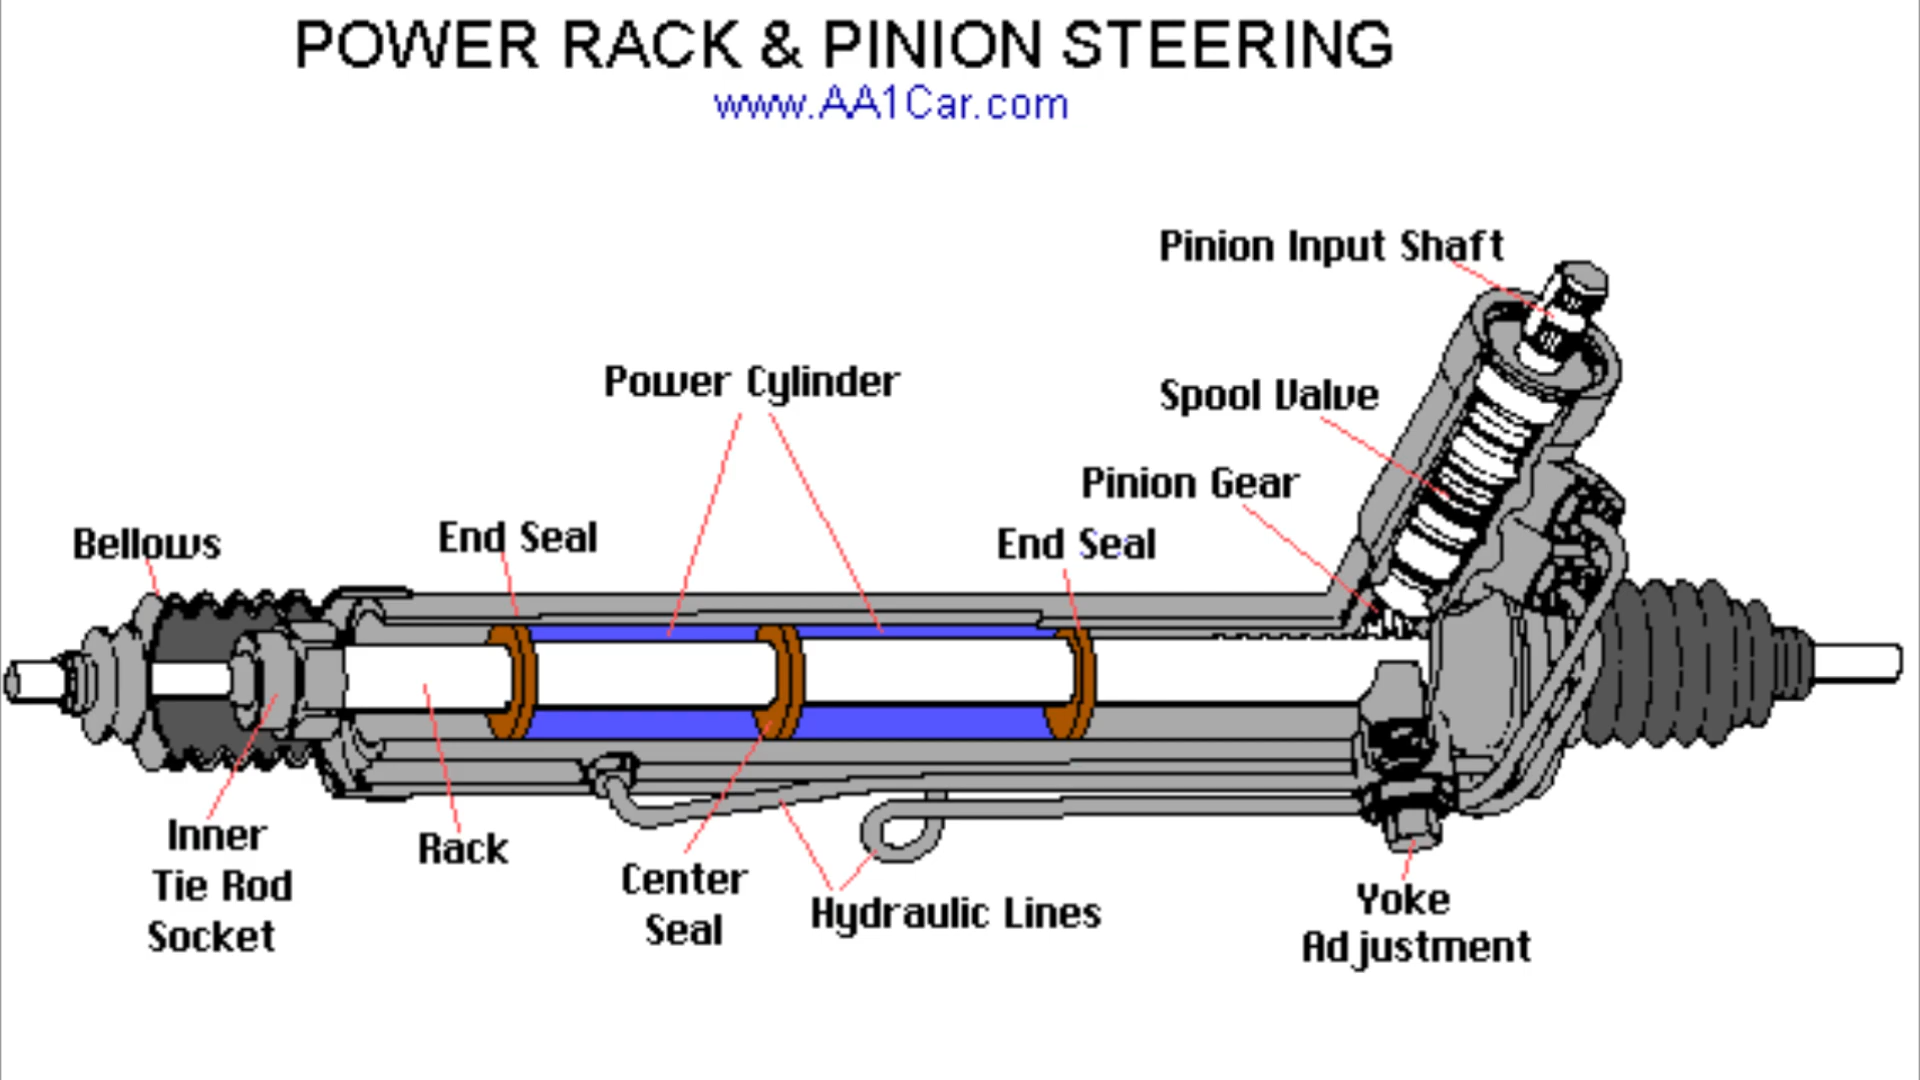 POWER RACK & PINION STEERING
www.AA1Car.com
Pinion Input Shaft
Power Cylinder
Spool Valve
Pinion Gear
Bellows
End Seal
End Seal
Inner
Tie Rod
Socket
Rack
Center
Seal
Hydraulic Lines
Yoke
Adjustment